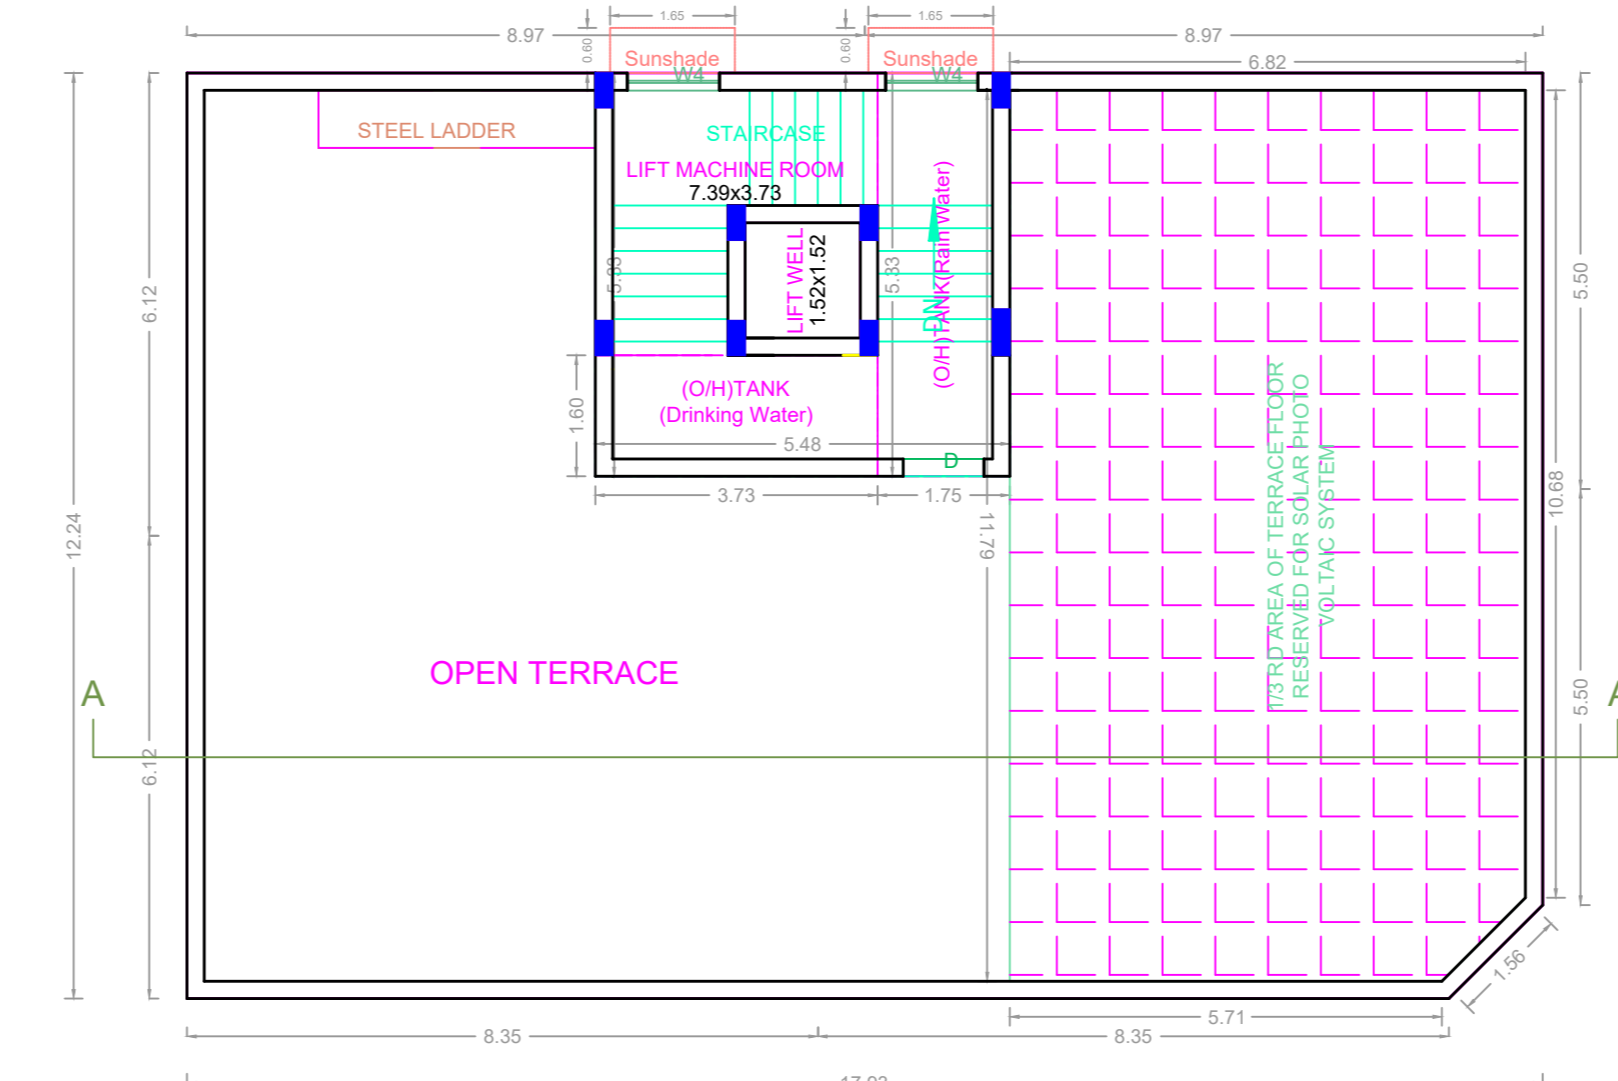 1.65
1.65
8.97
8.97
0.60
0.60
Sunshade
Sunshade
6.82
W4
W4
STEEL LADDER
STAIRCASE
LIFT MACHINE ROOM
7.39x3.73
(O/H)TANK(Rain Water)
DN
LIFT WELL
1.52x1.52
5.33
5.33
6.12
5.50
(O/H)TANK
(Drinking Water)
1.60
5.48
D
3.73
1.75
11.79
12.24
10.68
1/3 RD AREA OF TERRACE FLOOR
RESERVED FOR SOLAR PHOTO
VOLTAIC SYSTEM
OPEN TERRACE
A
5.50
6.12
1.56
5.71
8.35
8.35